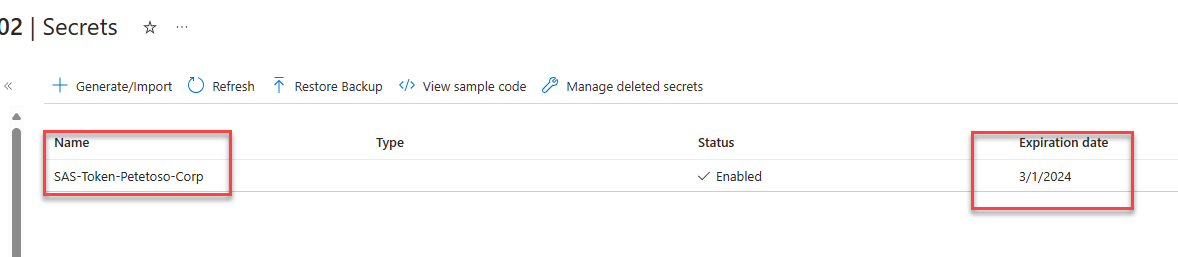 02 | Secrets
Generate/Import Refresh Restore Backup View sample code Manage deleted secrets
Name Type Status Expiration date
SAS-Token-Petetoso-Corp Enabled 3/1/2024